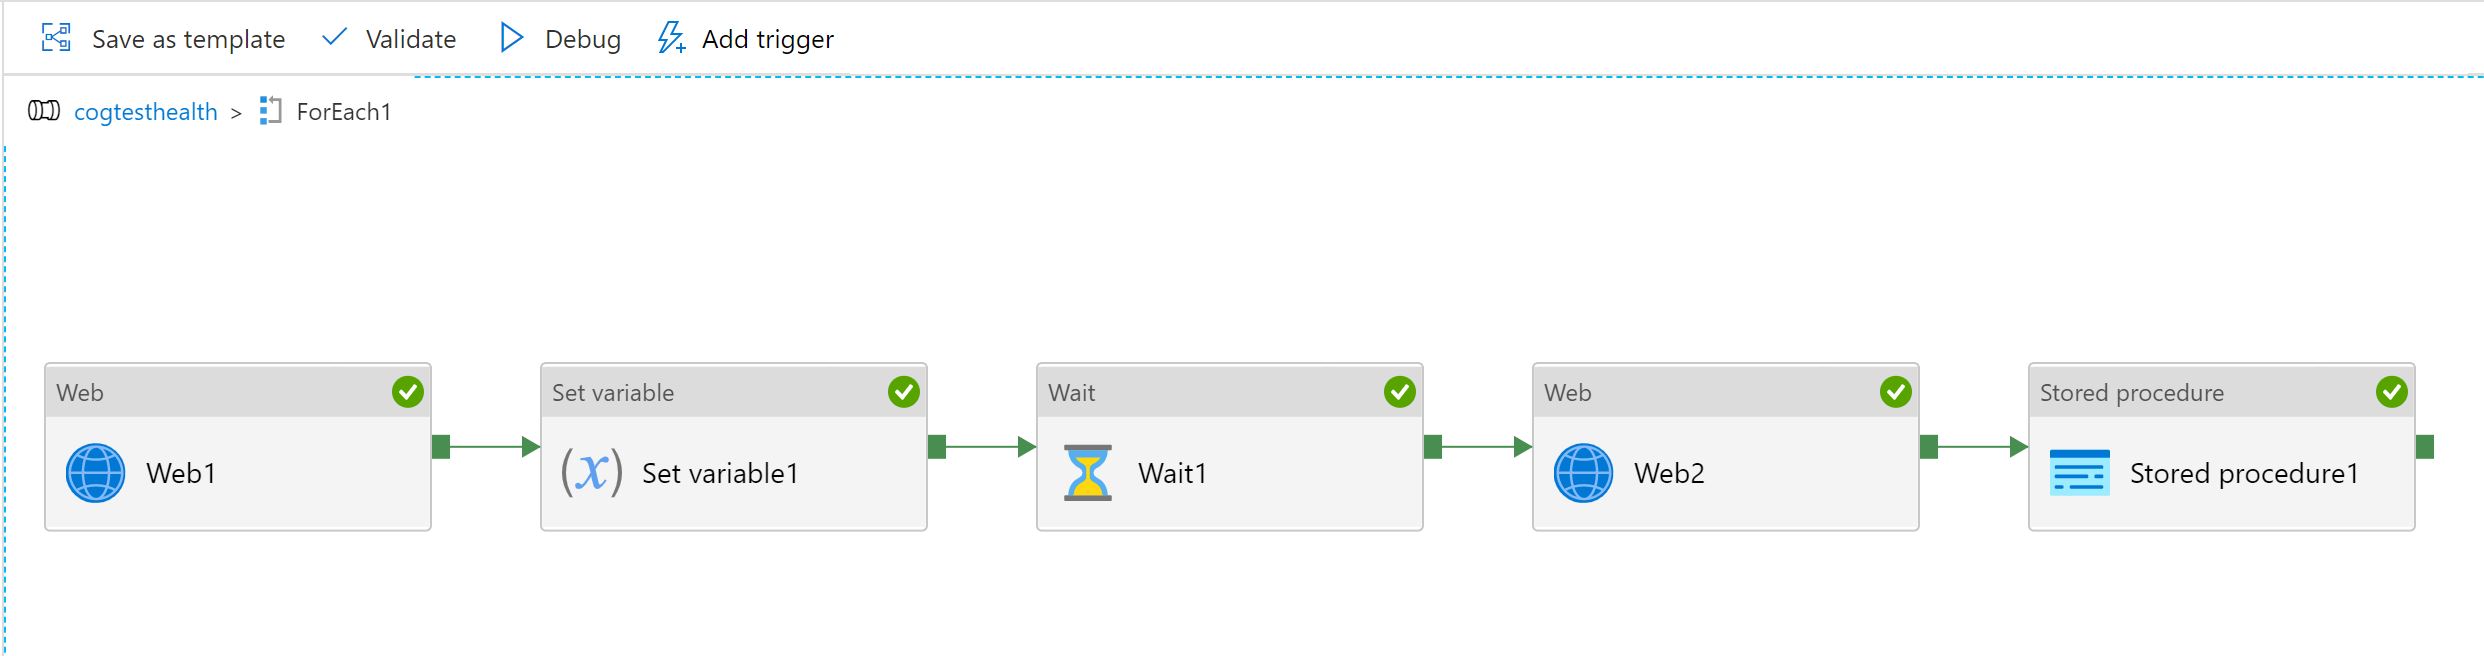 Save as template Validate Debug Add trigger
cogtesthealth > ForEach1
Web Set variable Wait Web Stored procedure
Web1 (x) Set variable1 Wait1 Web2 Stored procedure1